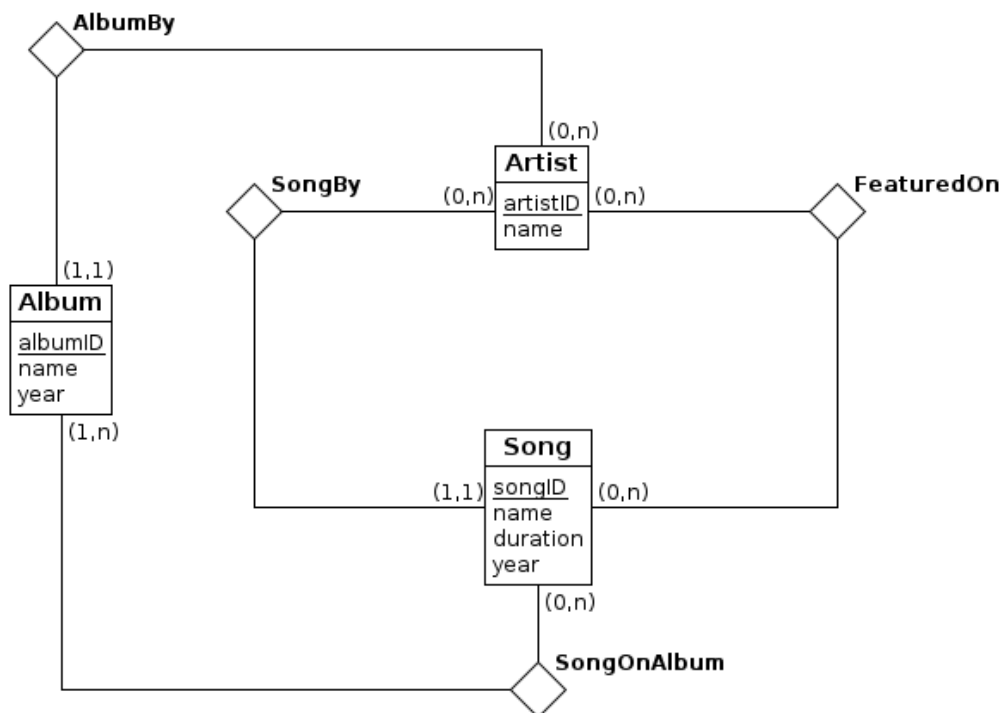 AlbumBy
(0,n)
Artist
artistID
name
SongBy
(0,n)
(0,n)
FeaturedOn
(1,1)
Album
albumID
name
year
(1,n)
Song
songID
name
duration
year
(1,1)
(0,n)
(0,n)
SongOnAlbum